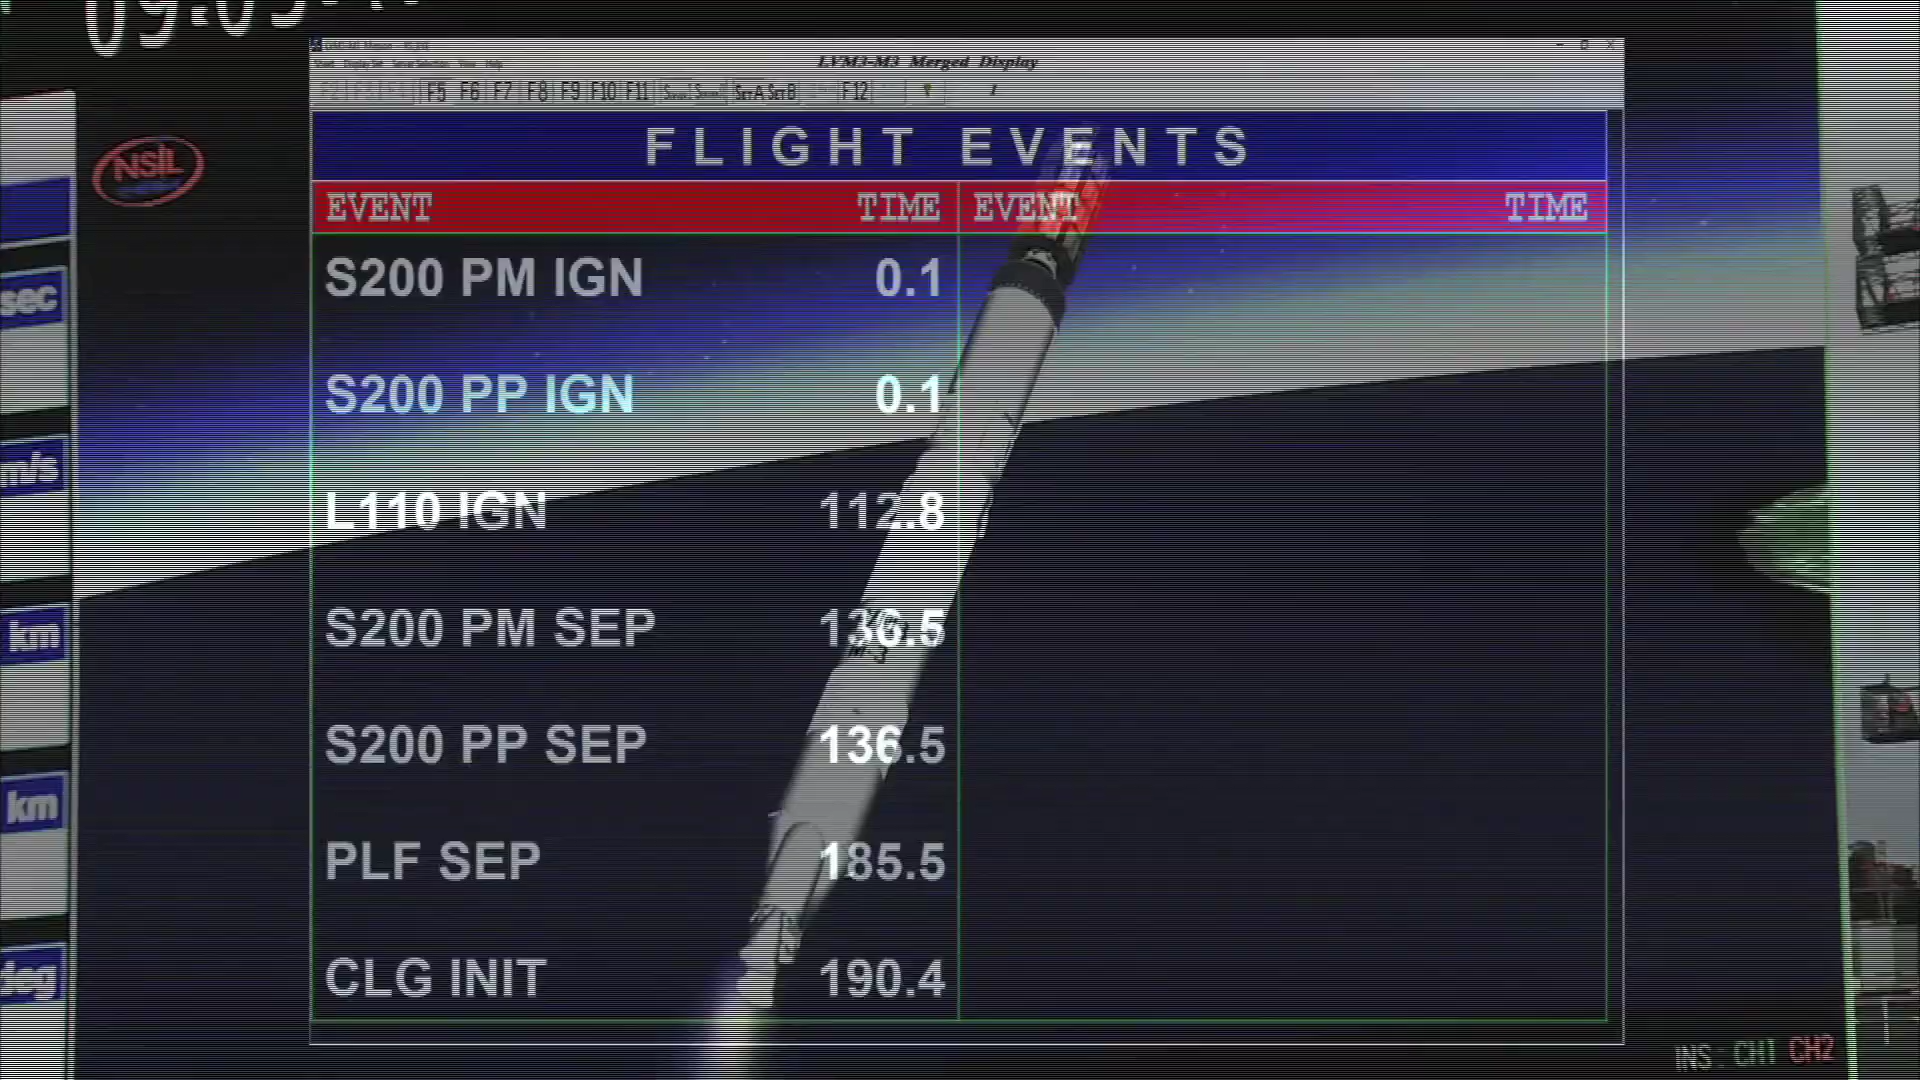 NSIL
LVM3-M3 Merged Display
F5 F6 F7 F8 F9 F10 F11 SET A SET B F12
FLIGHT EVENTS
EVENT TIME EVENT TIME
S200 PM IGN 0.1
S200 PP IGN 0.1
L110 IGN 112.8
S200 PM SEP 136.5
S200 PP SEP 136.5
PLF SEP 185.5
CLG INIT 190.4
sec
m/s
km
km
deg
INS : CH1 CH2